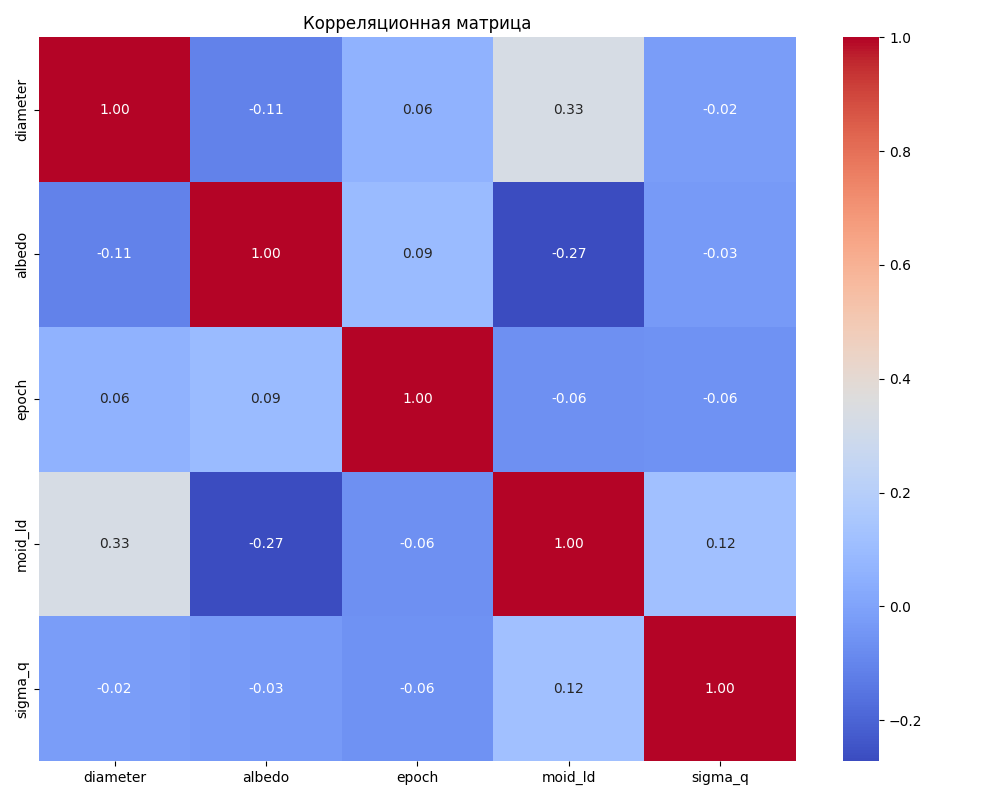 Корреляционная матрица
diameter 1.00 -0.11 0.06 0.33 -0.02
albedo -0.11 1.00 0.09 -0.27 -0.03
epoch 0.06 0.09 1.00 -0.06 -0.06
moid_ld 0.33 -0.27 -0.06 1.00 0.12
sigma_q -0.02 -0.03 -0.06 0.12 1.00
diameter albedo epoch moid_ld sigma_q
1.0
0.8
0.6
0.4
0.2
0.0
−0.2